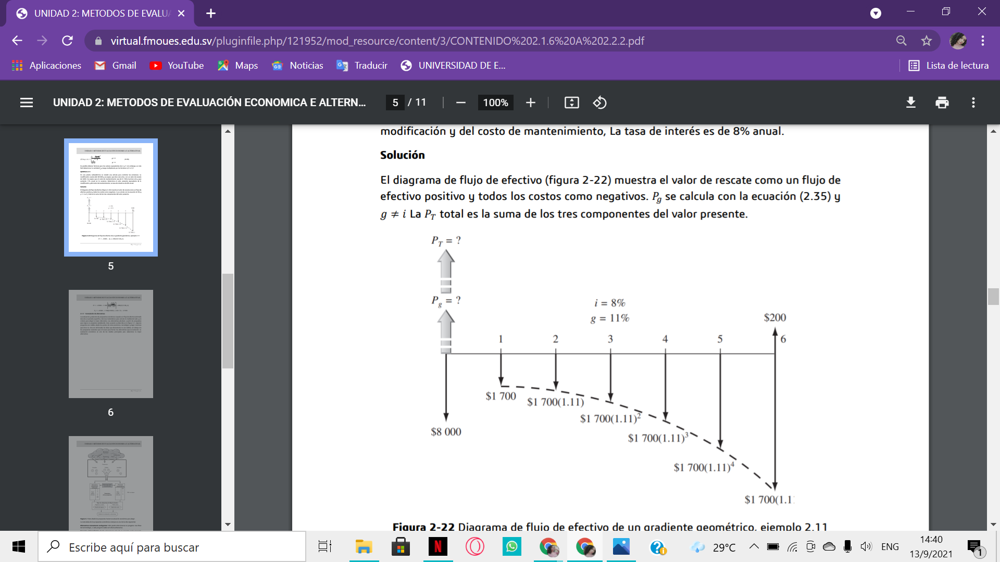 UNIDAD 2: METODOS DE EVALUA
virtual.fmoues.edu.sv/pluginfile.php/121952/mod_resource/content/3/CONTENIDO%202.1.6%20A%202.2.2.pdf
Aplicaciones Gmail YouTube Maps Noticias Traducir UNIVERSIDAD DE E... Lista de lectura
UNIDAD 2: METODOS DE EVALUACIÓN ECONOMICA E ALTERN... 5 / 11 100%
5
6
modificación y del costo de mantenimiento, La tasa de interés es de 8% anual.
Solución
El diagrama de flujo de efectivo (figura 2-22) muestra el valor de rescate como un flujo de
efectivo positivo y todos los costos como negativos. Pg se calcula con la ecuación (2.35) y
g ≠ i La PT total es la suma de los tres componentes del valor presente.
PT = ?
Pg = ?
i = 8%
g = 11%
$200
1 2 3 4 5 6
$1 700
$1 700(1.11)
$1 700(1.11)²
$8 000
$1 700(1.11)³
$1 700(1.11)⁴
$1 700(1.1
Figura 2-22 Diagrama de flujo de efectivo de un gradiente geométrico, ejemplo 2.11
Escribe aquí para buscar
29°C
ENG
14:40
13/9/2021
1